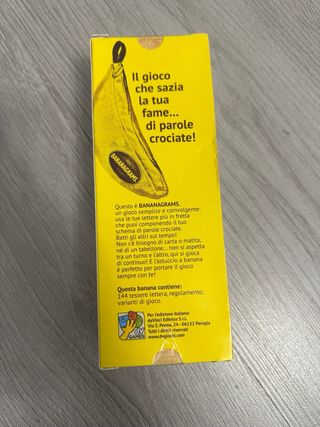 Il gioco
che sazia
la tua
fame...
di parole
crociate!
BANANAGRAMS
Questo è BANANAGRAMS,
un gioco semplice e coinvolgente:
usa le tue lettere più in fretta
che puoi componendo il tuo
schema di parole crociate.
Batti gli altri sul tempo!
Non c'è bisogno di carta o matita,
né di un tabellone... non si aspetta
tra un turno e l'altro, qui si gioca
di continuo! E l'astuccio a banana
è perfetto per portare il gioco
sempre con te!
Questa banana contiene:
144 tessere lettera, regolamento,
varianti di gioco.
Per l'edizione italiana:
daVinci Editrice S.r.l.
Via S. Penna, 24 - 06132 Perugia
Tutti i diritti riservati
www.dvgiochi.com
DV
GAMES